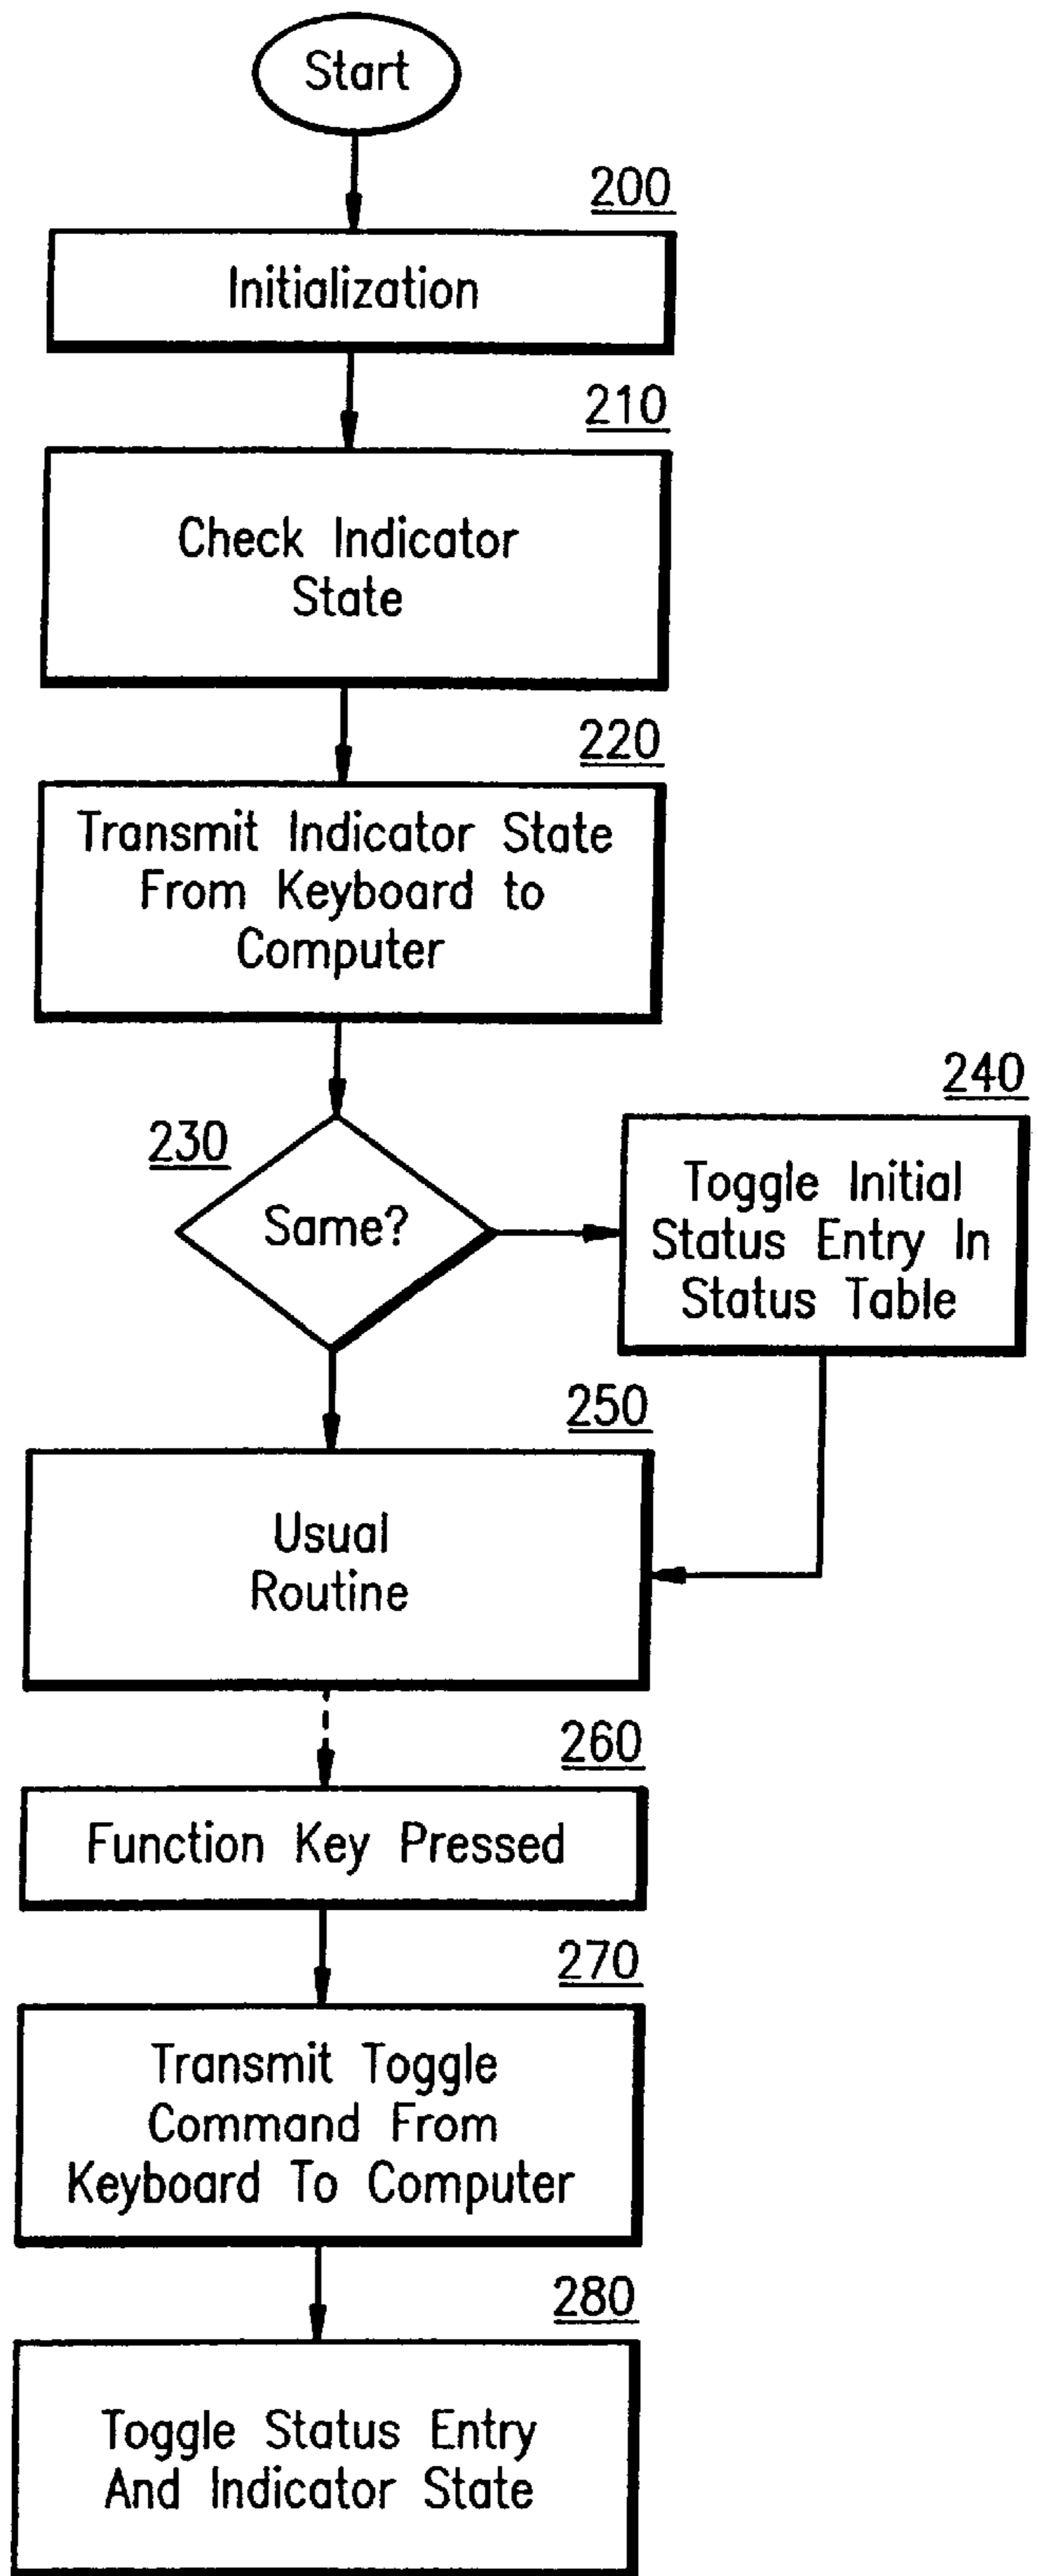 Start
200
Initialization
210
Check Indicator
State
220
Transmit Indicator State
From Keyboard to
Computer
230
Same?
240
Toggle Initial
Status Entry In
Status Table
250
Usual
Routine
260
Function Key Pressed
270
Transmit Toggle
Command From
Keyboard To Computer
280
Toggle Status Entry
And Indicator State